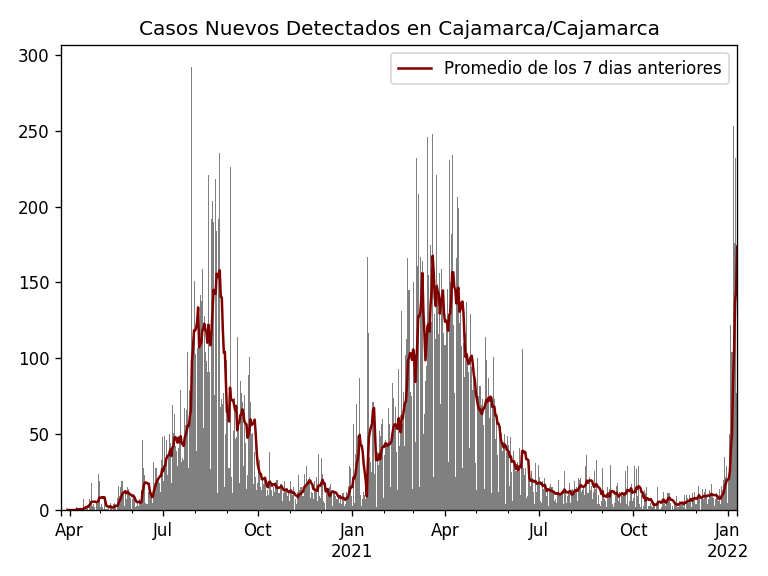 Casos Nuevos Detectados en Cajamarca/Cajamarca
Promedio de los 7 dias anteriores
300
250
200
150
100
50
0
Apr
Jul
Oct
Jan
2021
Apr
Jul
Oct
Jan
2022